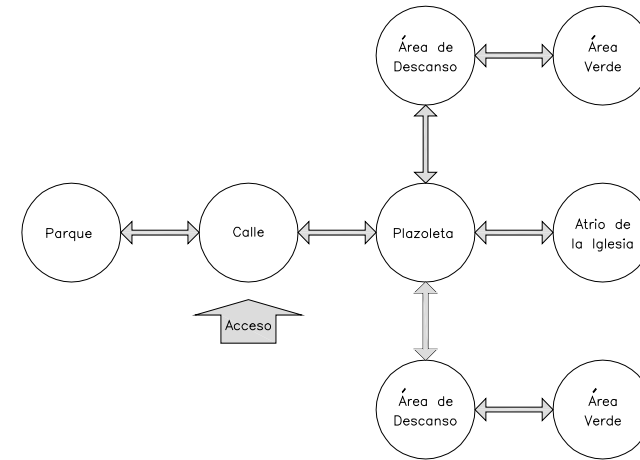 Área de
Descanso
Área
Verde
Parque
Calle
Plazoleta
Atrio de
la Iglesia
Acceso
Área de
Descanso
Área
Verde